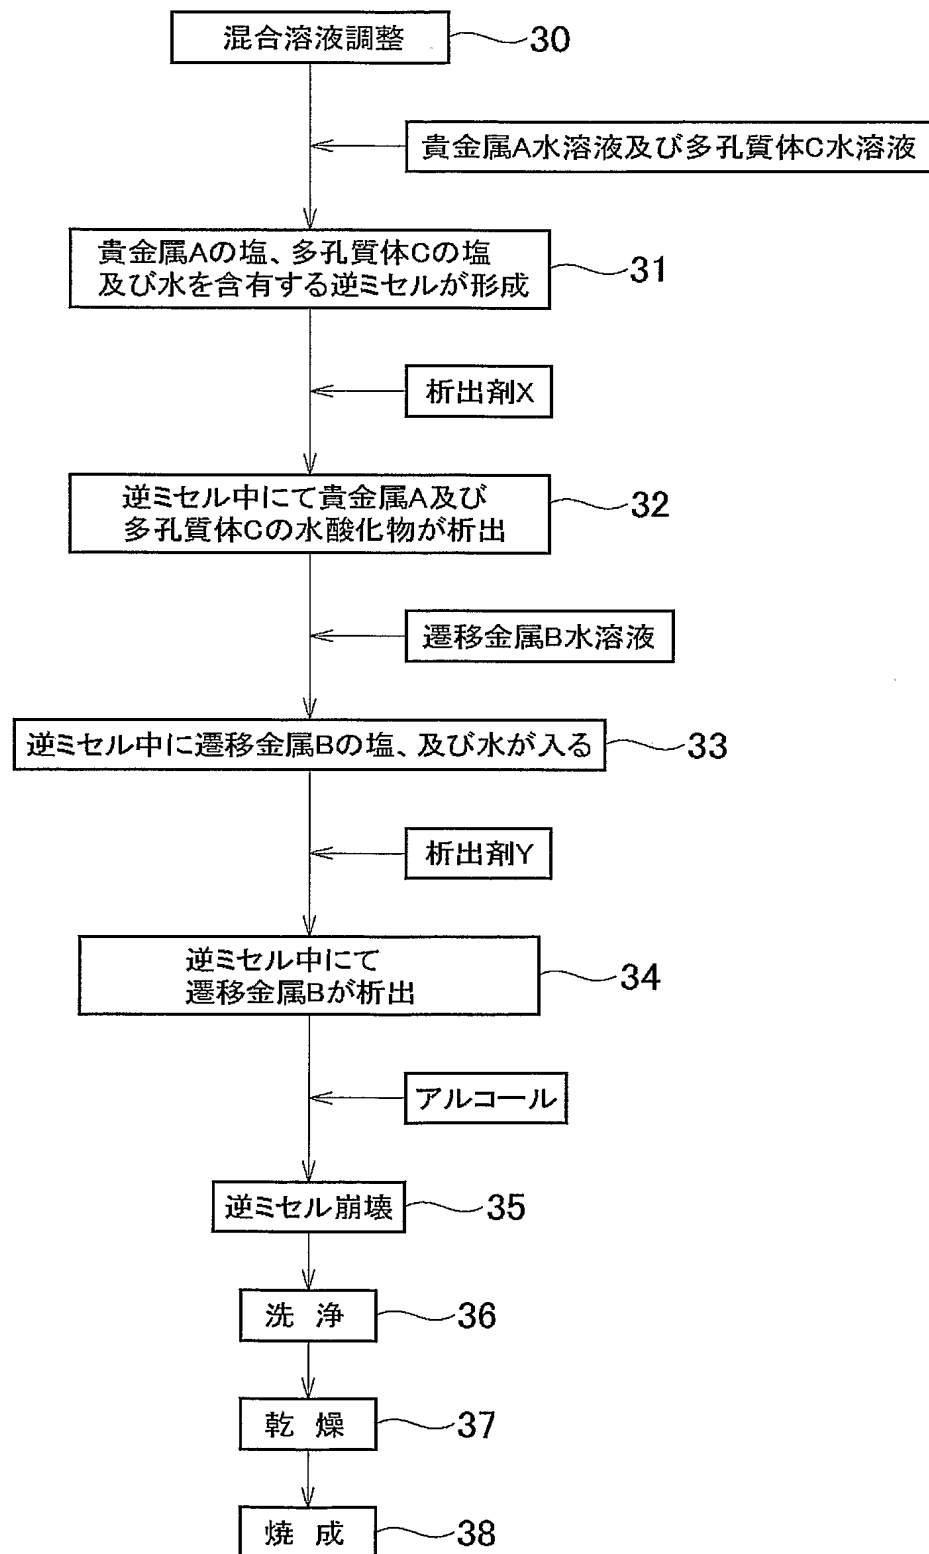 混合溶液調整
30
貴金属A水溶液及び多孔質体C水溶液
貴金属Aの塩、多孔質体Cの塩
及び水を含有する逆ミセルが形成
31
析出剤X
逆ミセル中にて貴金属A及び
多孔質体Cの水酸化物が析出
32
遷移金属B水溶液
逆ミセル中に遷移金属Bの塩、及び水が入る
33
析出剤Y
逆ミセル中にて
遷移金属Bが析出
34
アルコール
逆ミセル崩壊
35
洗 浄
36
乾 燥
37
焼 成
38